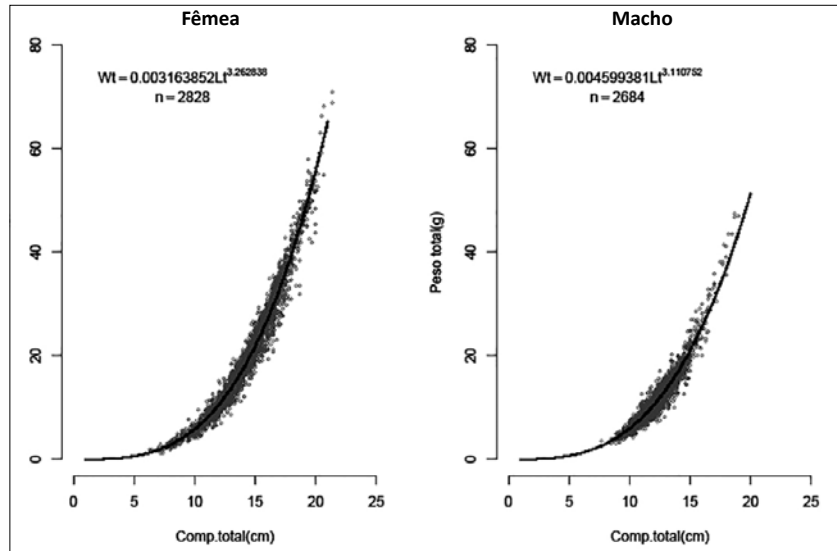 Fêmea
Wt = 0.003163852Lt^3.262838
n = 2828
80
60
40
20
0
0 5 10 15 20 25
Comp.total(cm)
Macho
Wt = 0.004599381Lt^3.110752
n = 2684
Peso total(g)
80
60
40
20
0
0 5 10 15 20 25
Comp.total(cm)